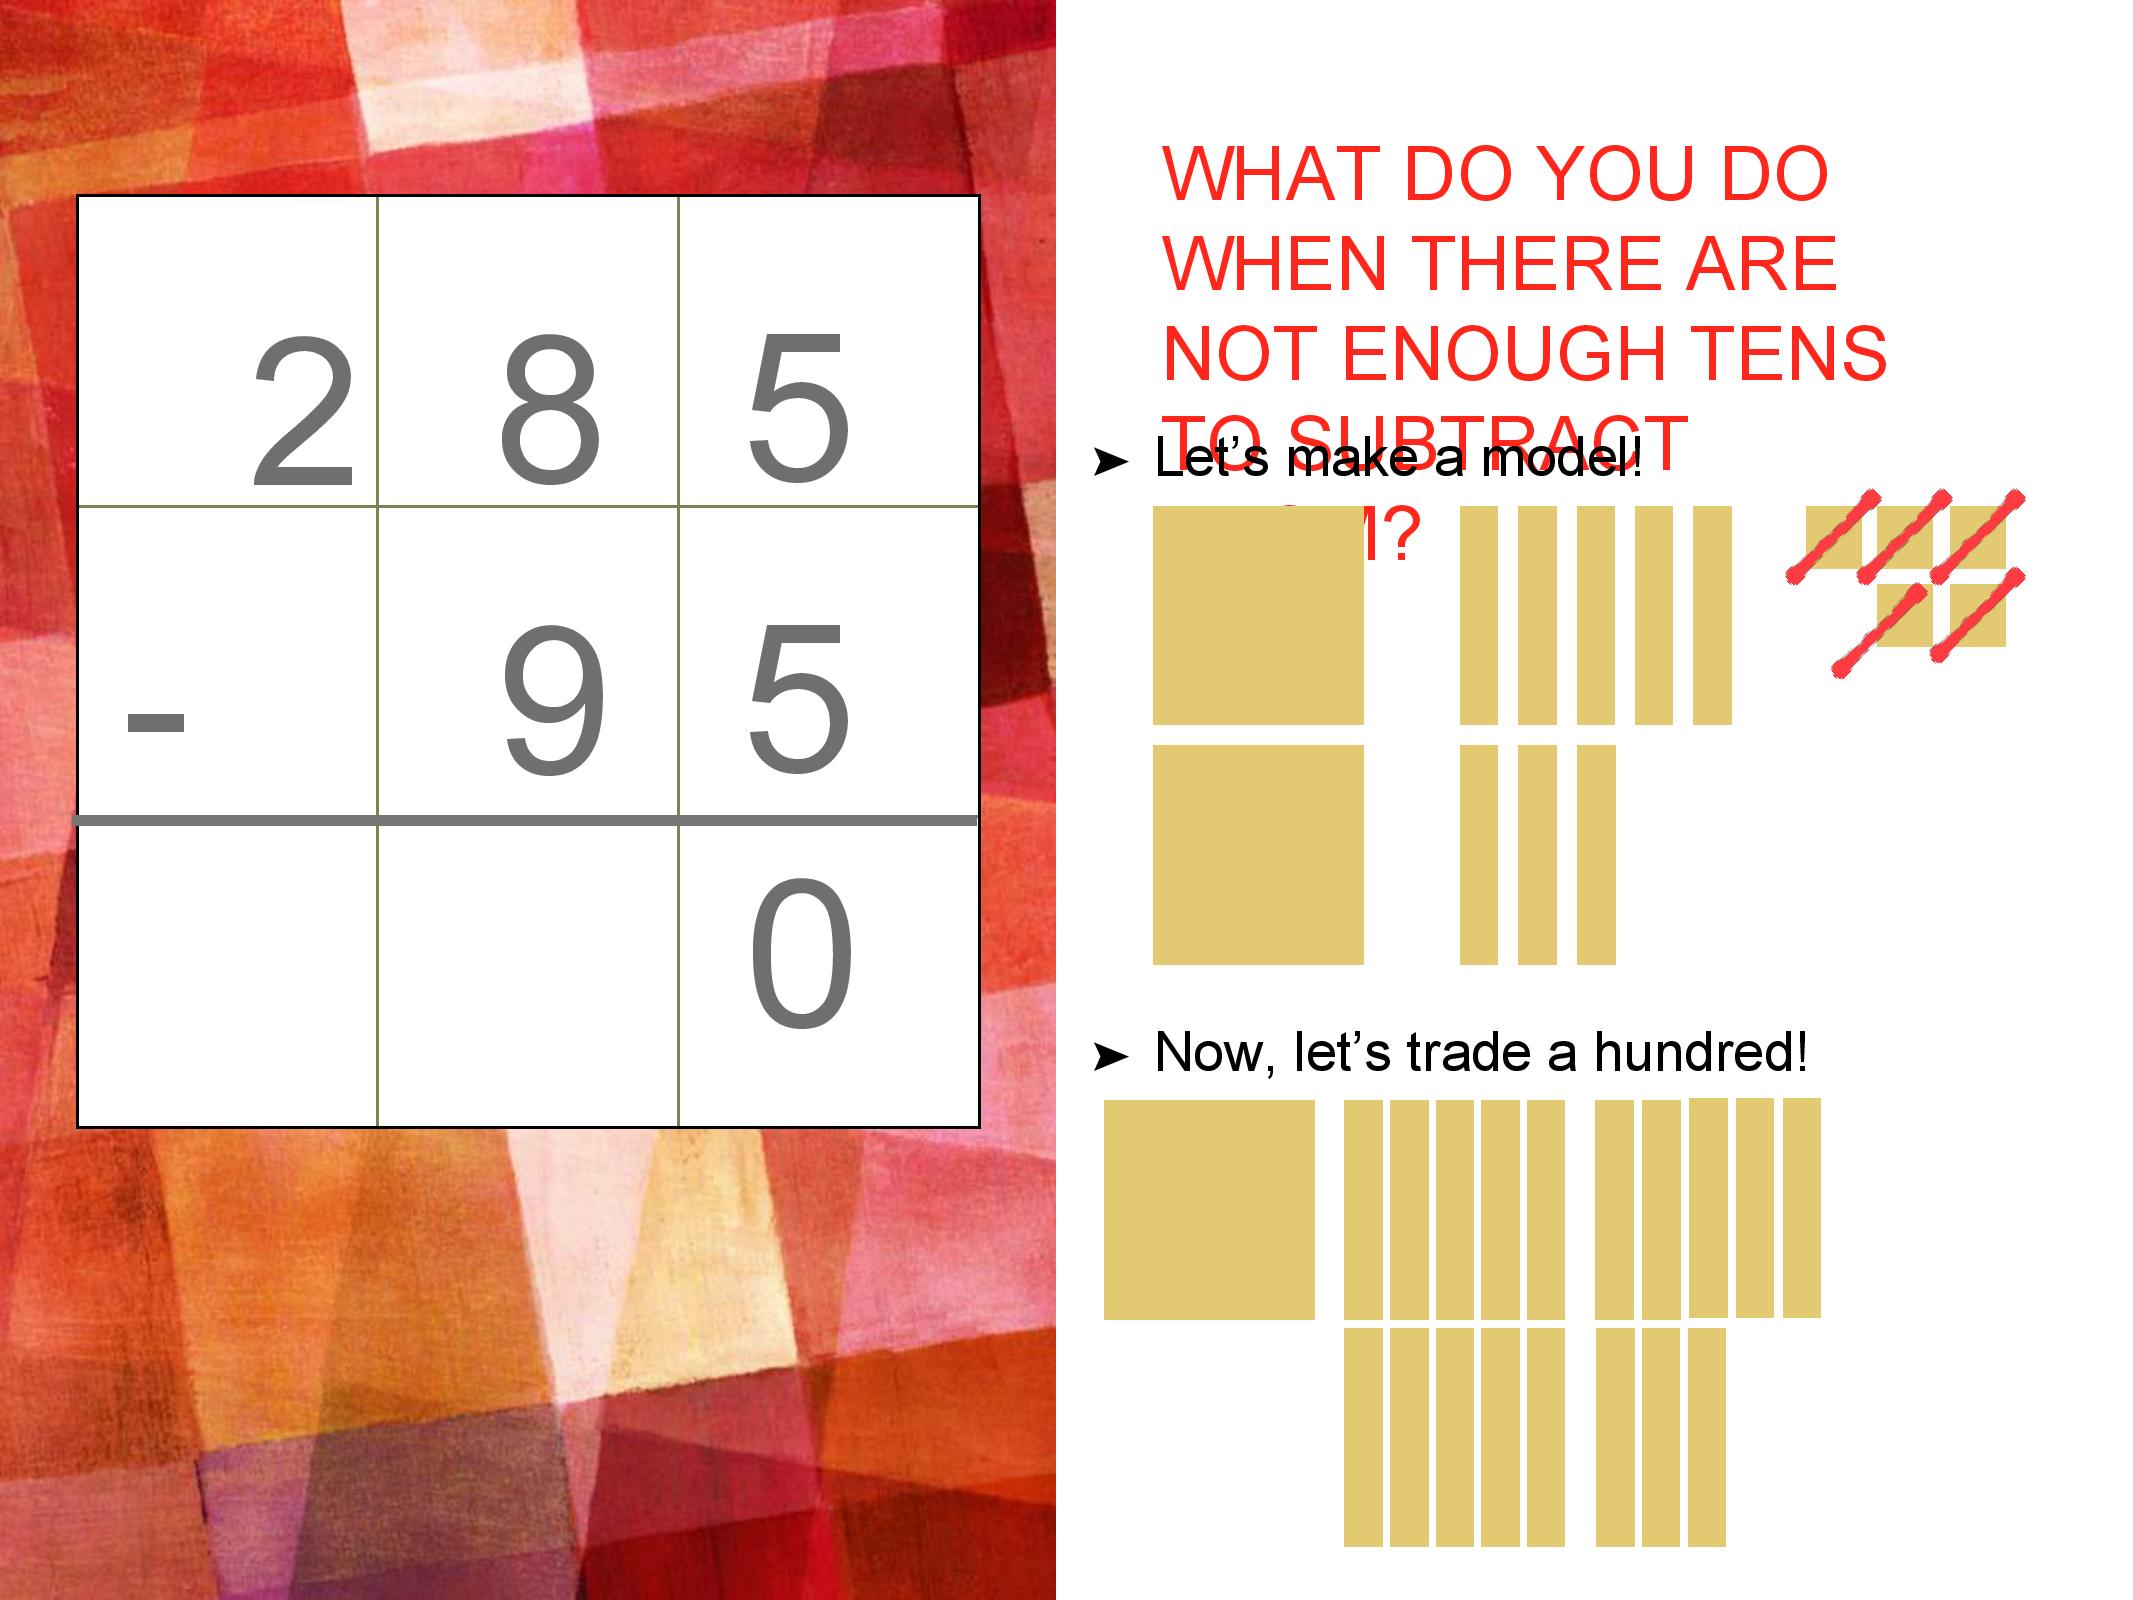 2 8 5
- 9 5
0
WHAT DO YOU DO
WHEN THERE ARE
NOT ENOUGH TENS
TO SUBTRACT
➤ Let’s make a model!
➤ Now, let’s trade a hundred!